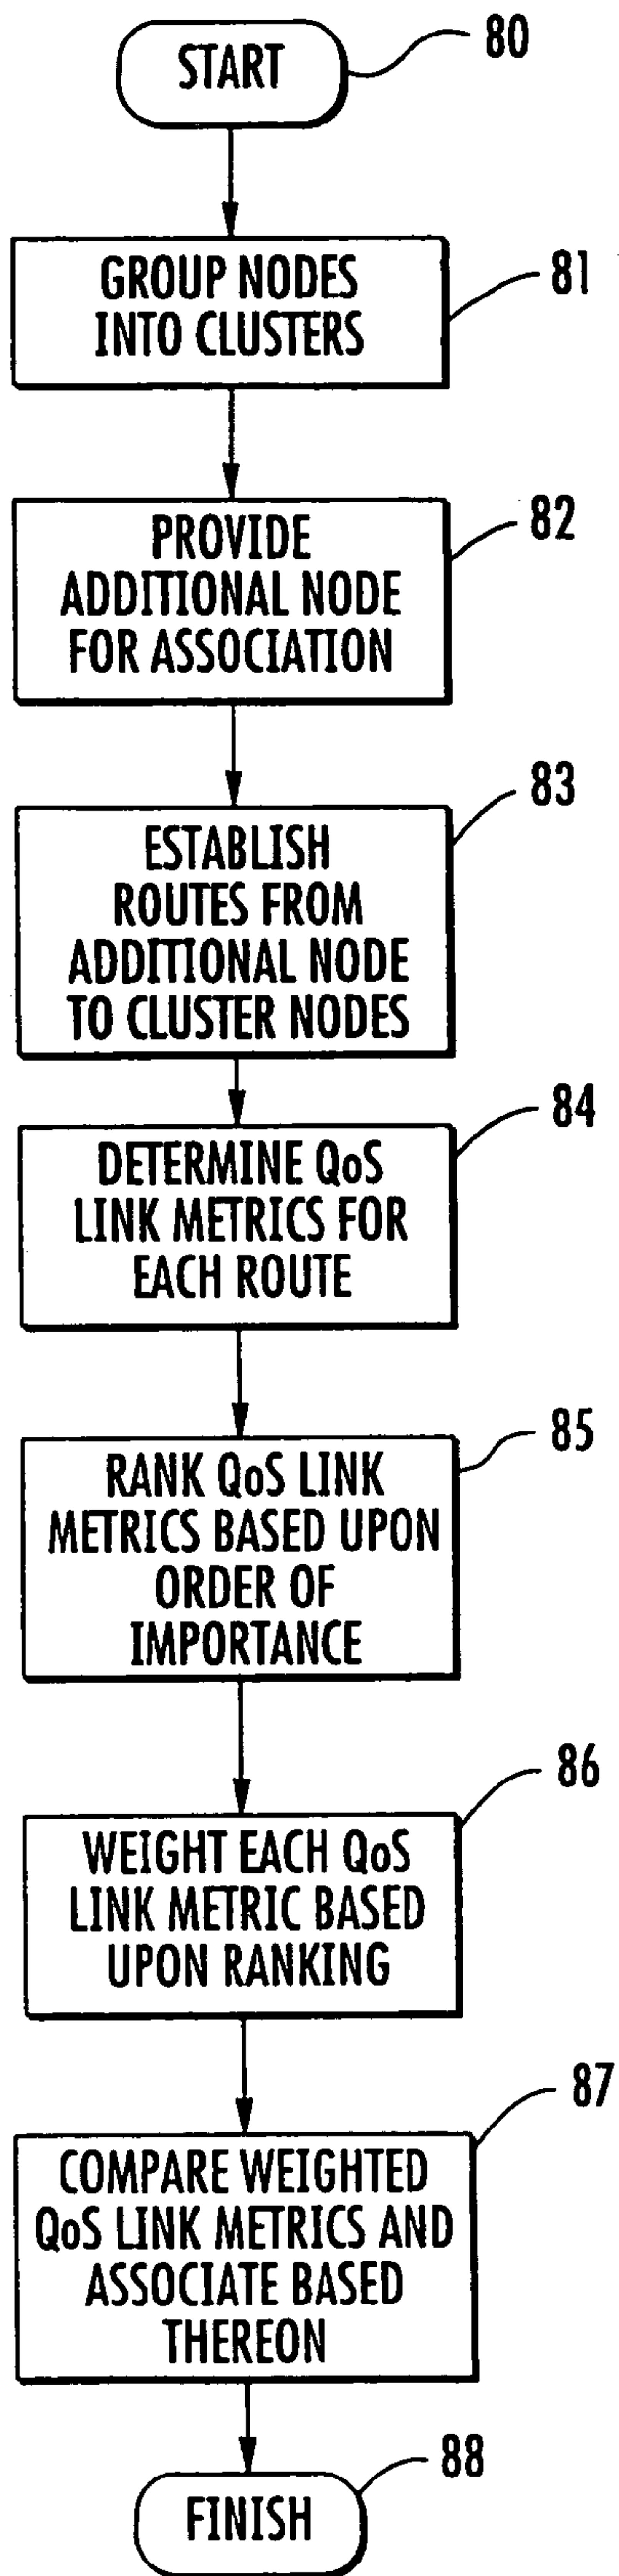 START
80
GROUP NODES
INTO CLUSTERS
81
PROVIDE
ADDITIONAL NODE
FOR ASSOCIATION
82
ESTABLISH
ROUTES FROM
ADDITIONAL NODE
TO CLUSTER NODES
83
DETERMINE QoS
LINK METRICS FOR
EACH ROUTE
84
RANK QoS LINK
METRICS BASED UPON
ORDER OF
IMPORTANCE
85
WEIGHT EACH QoS
LINK METRIC BASED
UPON RANKING
86
COMPARE WEIGHTED
QoS LINK METRICS AND
ASSOCIATE BASED
THEREON
87
FINISH
88